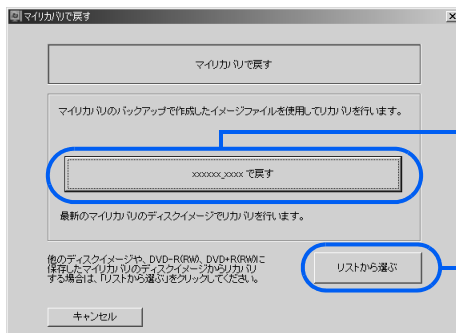 マイリカバリで戻す
マイリカバリで戻す
マイリカバリのバックアップで作成したイメージファイルを使用してリカバリを行います。
xxxxxx_xxxx で戻す
最新のマイリカバリのディスクイメージでリカバリを行います。
他のディスクイメージや、DVD-R(RW)、DVD+R(RW)に
保存したマイリカバリのディスクイメージからリカバリ
する場合は、「リストから選ぶ」をクリックしてください。
リストから選ぶ
キャンセル